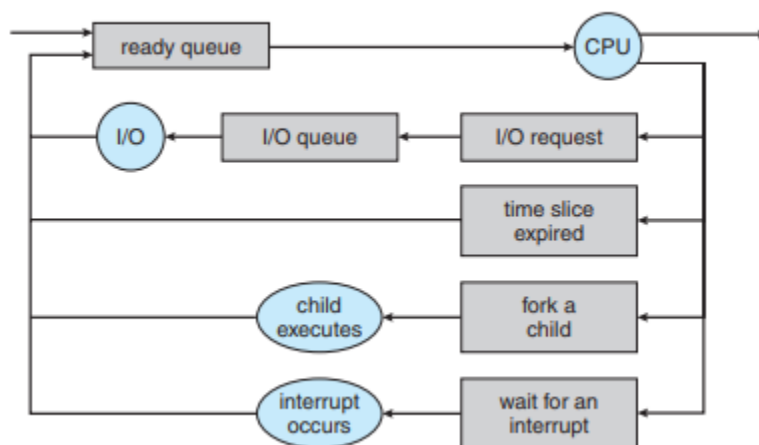 ready queue
CPU
I/O
I/O queue
I/O request
time slice
expired
child
executes
fork a
child
interrupt
occurs
wait for an
interrupt